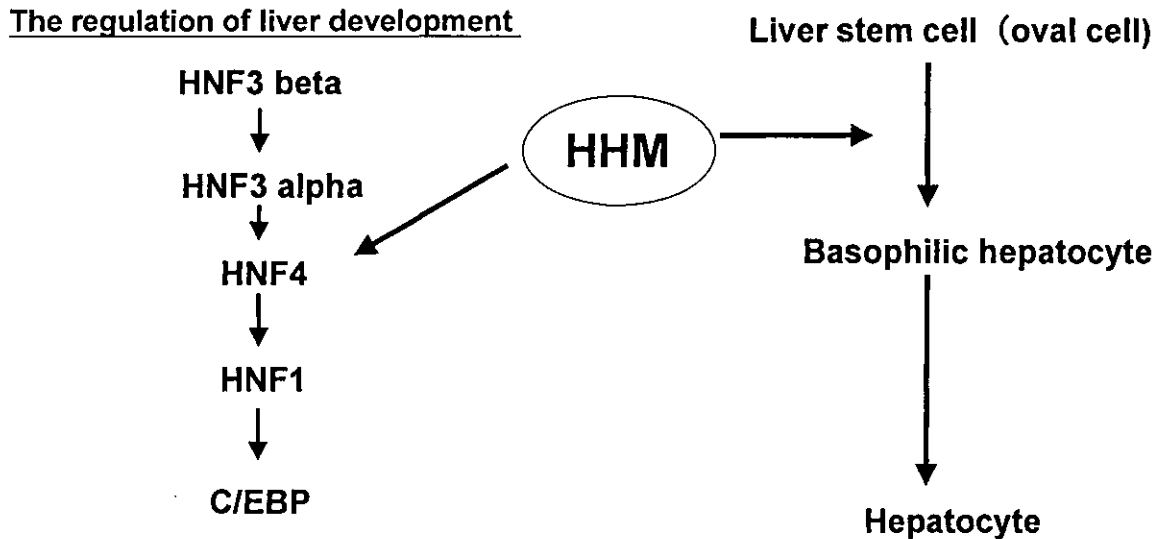 The regulation of liver development
Liver stem cell（oval cell)
HNF3 beta
HHM
HNF3 alpha
HNF4
Basophilic hepatocyte
HNF1
C/EBP
Hepatocyte